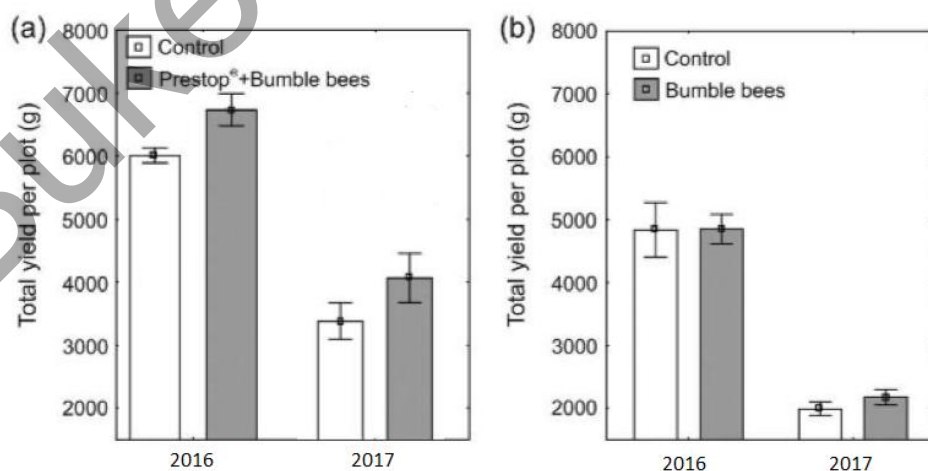 (a)
Total yield per plot (g)
8000
7000
6000
5000
4000
3000
2000
Control
Prestop®+Bumble bees
2016 2017
(b)
Total yield per plot (g)
8000
7000
6000
5000
4000
3000
2000
Control
Bumble bees
2016 2017